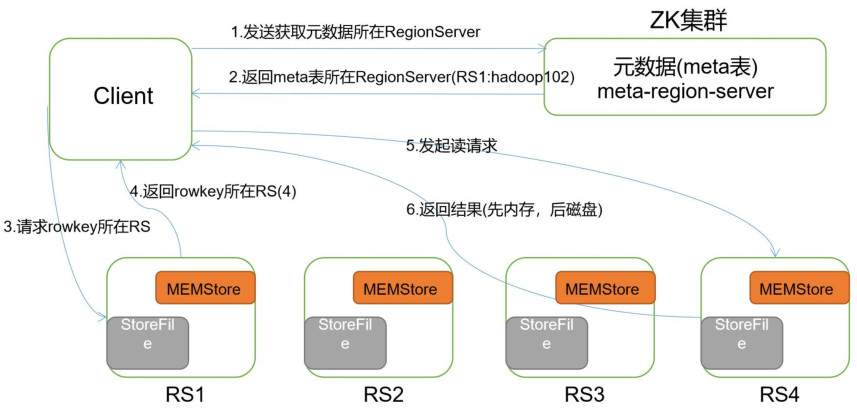 ZK集群
1.发送获取元数据所在RegionServer
元数据(meta表)
meta-region-server
2.返回meta表所在RegionServer(RS1:hadoop102)
Client
5.发起读请求
4.返回rowkey所在RS(4)
6.返回结果(先内存，后磁盘)
3.请求rowkey所在RS
MEMStore
MEMStore
MEMStore
MEMStore
StoreFil
e
StoreFil
e
StoreFil
e
StoreFil
e
RS1
RS2
RS3
RS4